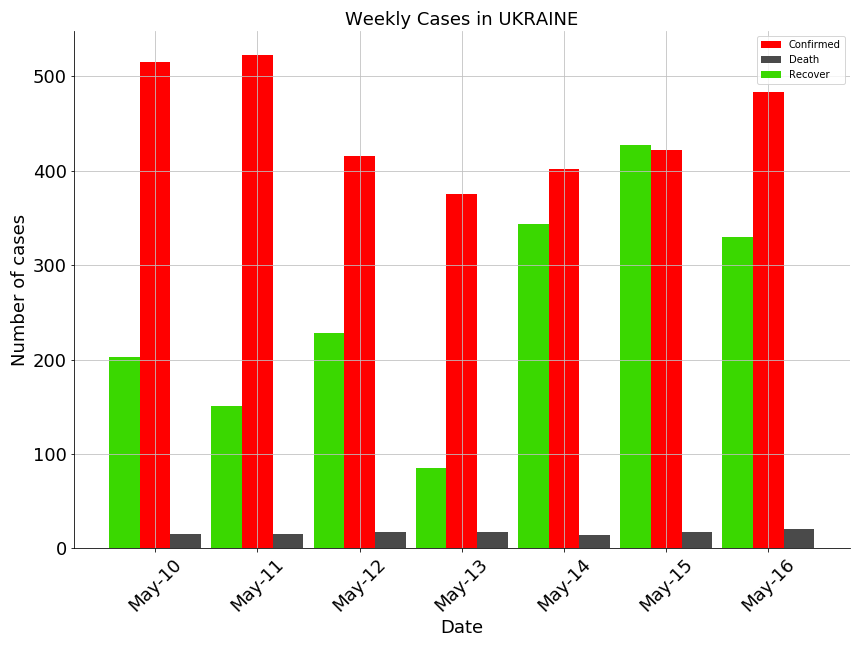 Weekly Cases in UKRAINE
Confirmed
Death
Recover
Number of cases
500
400
300
200
100
0
May-10
May-11
May-12
May-13
May-14
May-15
May-16
Date